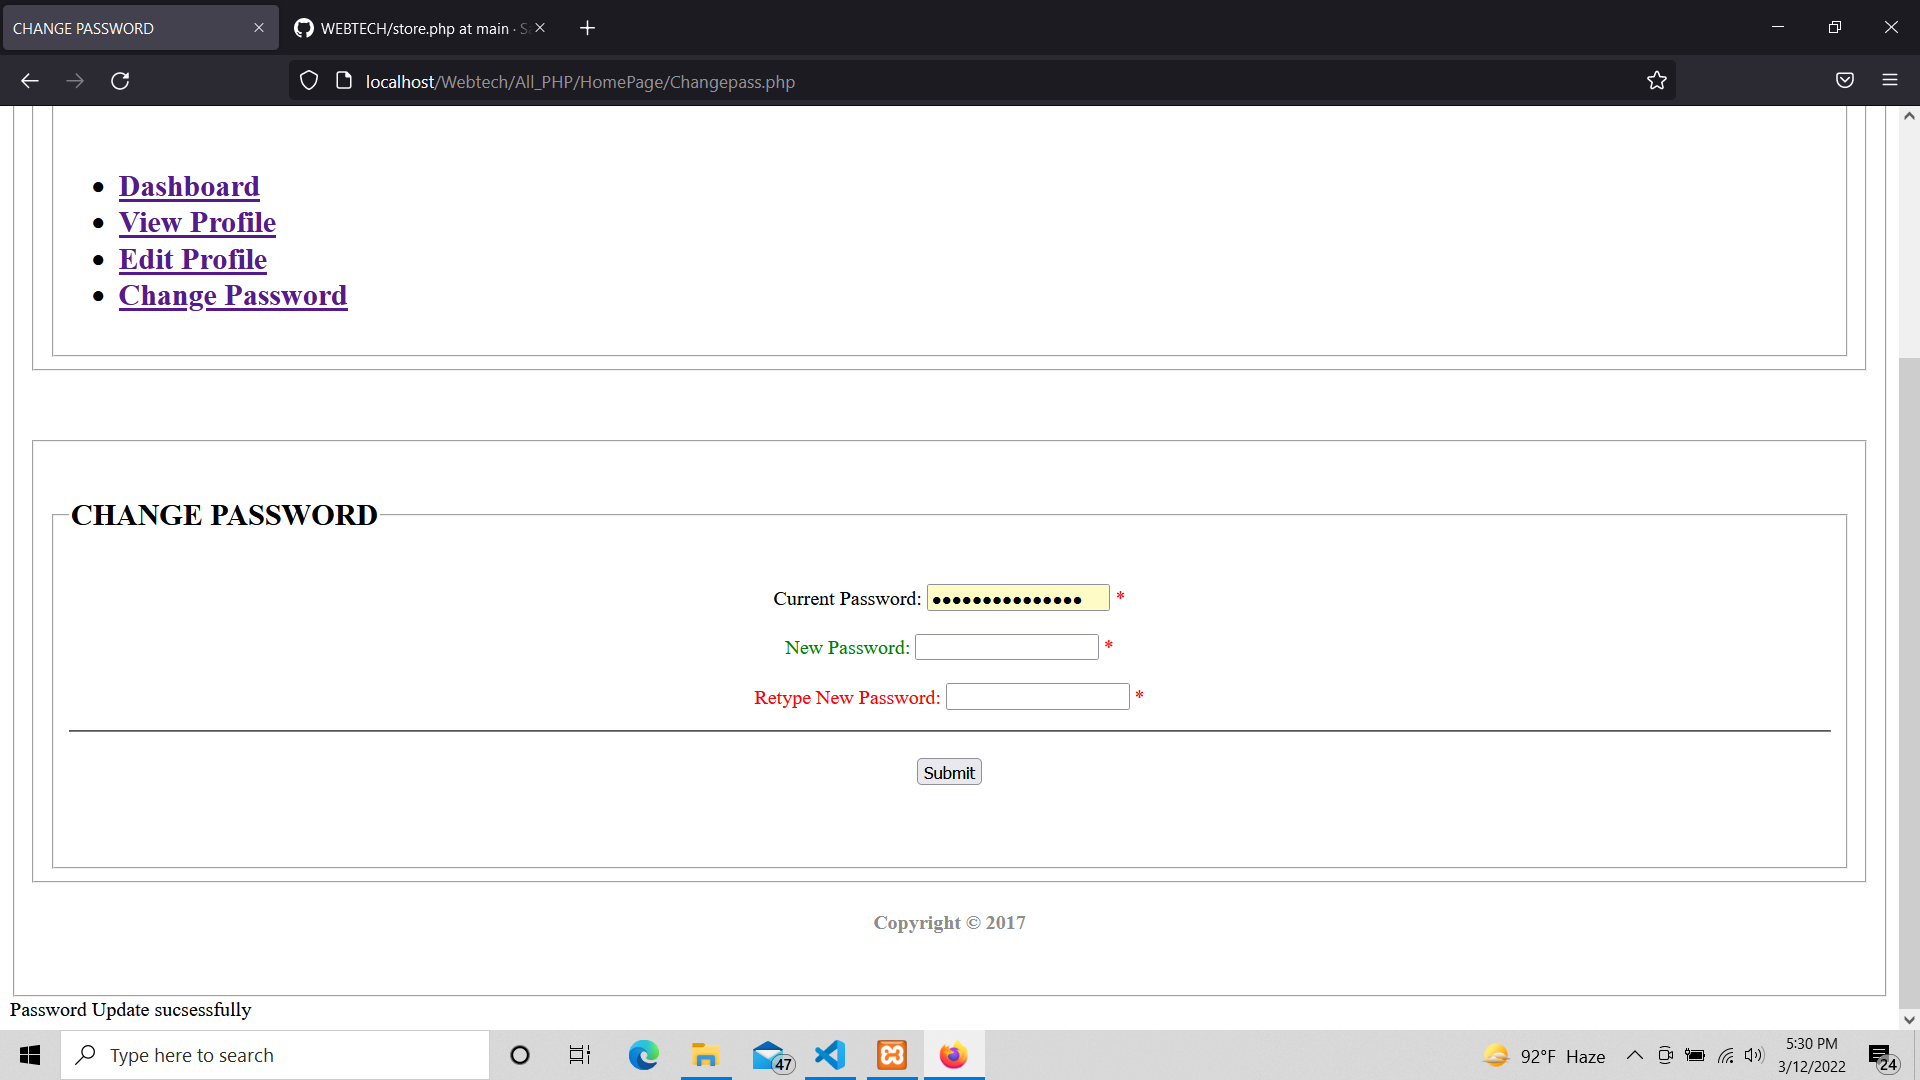 CHANGE PASSWORD
WEBTECH/store.php at main ·
localhost/Webtech/All_PHP/HomePage/Changepass.php
Dashboard
View Profile
Edit Profile
Change Password
CHANGE PASSWORD
Current Password: ●●●●●●●●●●●●●●● *
New Password: *
Retype New Password: *
Submit
Copyright © 2017
Password Update sucsessfully
Type here to search
47
92°F Haze
5:30 PM
3/12/2022
24